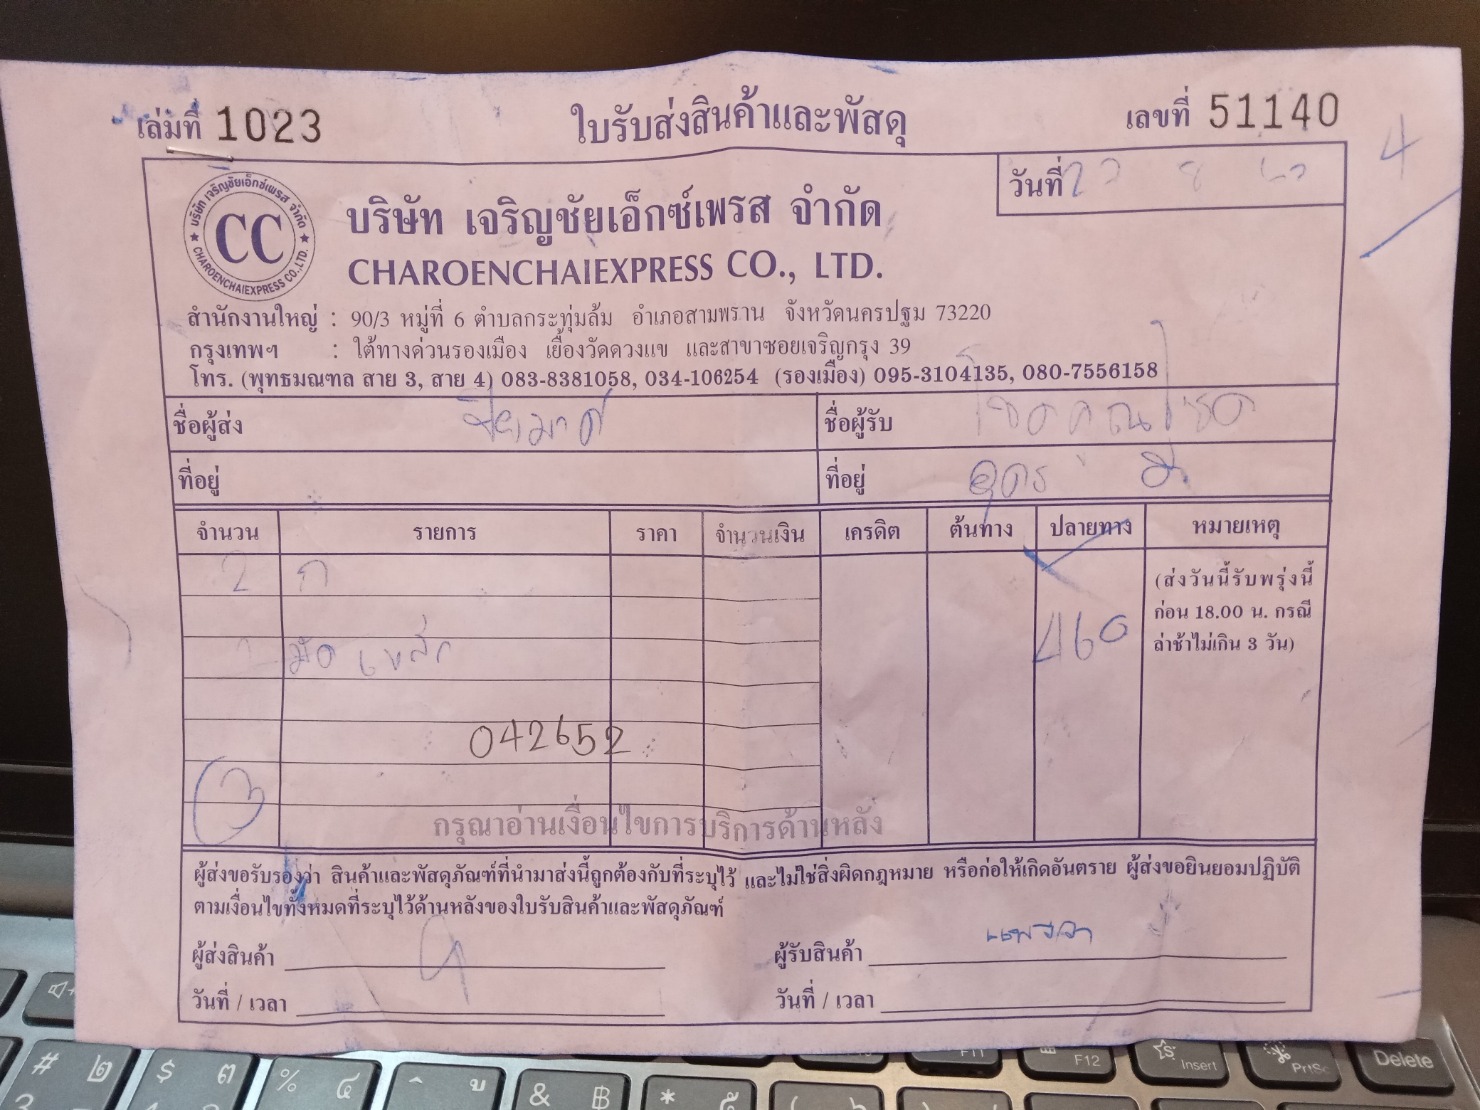 เล่มที่ 1023
ใบรับส่งสินค้าและพัสดุ
เลขที่ 51140
4
วันที่
บริษัท เจริญชัยเอ็กซ์เพรส จำกัด
CC
CHAROENCHAIEXPRESS CO., LTD.
บริษัท เจริญชัยเอ็กซ์เพรส จำกัด
CHAROENCHAIEXPRESS CO., LTD.
สำนักงานใหญ่ : 90/3 หมู่ที่ 6 ตำบลกระทุ่มล้ม อำเภอสามพราน จังหวัดนครปฐม 73220
กรุงเทพฯ : ใต้ทางด่วนรองเมือง เยื้องวัดดวงแข และสาขาซอยเจริญกรุง 39
โทร. (พุทธมณฑล สาย 3, สาย 4) 083-8381058, 034-106254 (รองเมือง) 095-3104135, 080-7556158
ชื่อผู้ส่ง ชื่อผู้รับ
ที่อยู่ ที่อยู่ อุดร
จำนวน รายการ ราคา จำนวนเงิน เครดิต ต้นทาง ปลายทาง หมายเหตุ
2 ก
(ส่งวันนี้รับพรุ่งนี้
ก่อน 18.00 น. กรณี
ล่าช้าไม่เกิน 3 วัน)
460
มัดเหล็ก
042652
3
กรุณาอ่านเงื่อนไขการบริการด้านหลัง
ผู้ส่งขอรับรองว่า สินค้าและพัสดุภัณฑ์ที่นำมาส่งนี้ถูกต้องกับที่ระบุไว้ และไม่ใช่สิ่งผิดกฎหมาย หรือก่อให้เกิดอันตราย ผู้ส่งขอยินยอมปฏิบัติ
ตามเงื่อนไขทั้งหมดที่ระบุไว้ด้านหลังของใบรับสินค้าและพัสดุภัณฑ์
ผู้ส่งสินค้า ผู้รับสินค้า
วันที่ / เวลา วันที่ / เวลา
F12 Insert PrtSc Delete
# ๒ $ ๓ % ๔ & ฿ *